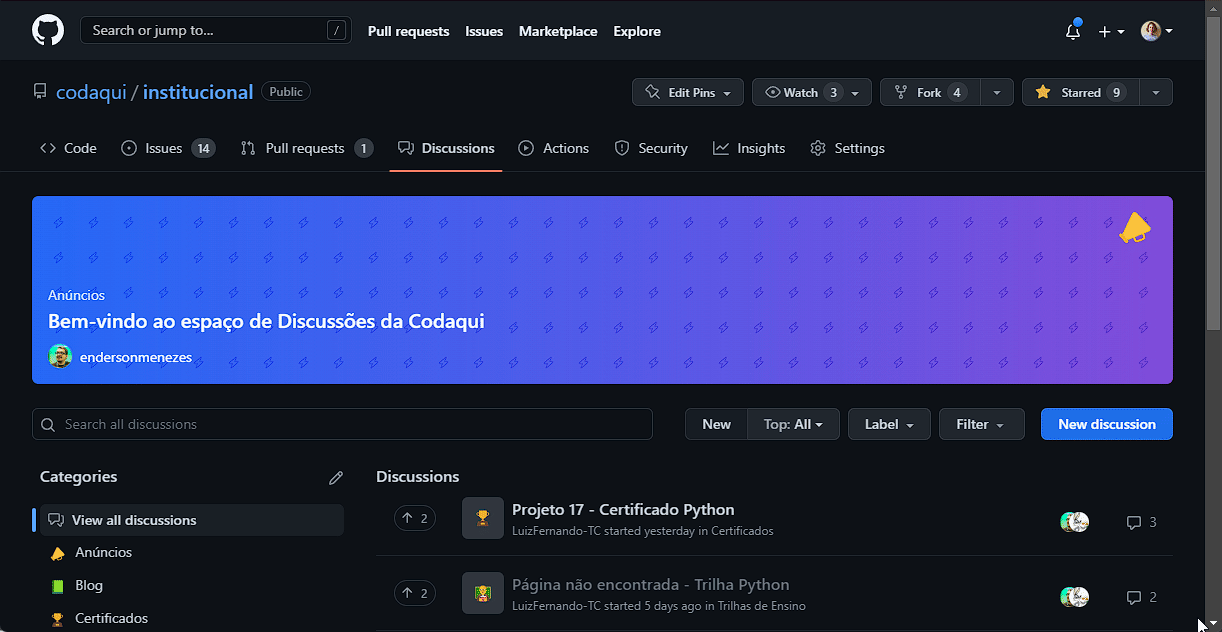 Search or jump to... / Pull requests Issues Marketplace Explore
codaqui / institucional Public Edit Pins Watch 3 Fork 4 Starred 9
Code Issues 14 Pull requests 1 Discussions Actions Security Insights Settings
Anúncios
Bem-vindo ao espaço de Discussões da Codaqui
endersonmenezes
Search all discussions New Top: All Label Filter New discussion
Categories
Discussions
View all discussions
Anúncios
Blog
Certificados
2 Projeto 17 - Certificado Python 3
LuizFernando-TC started yesterday in Certificados
2 Página não encontrada - Trilha Python 2
LuizFernando-TC started 5 days ago in Trilhas de Ensino